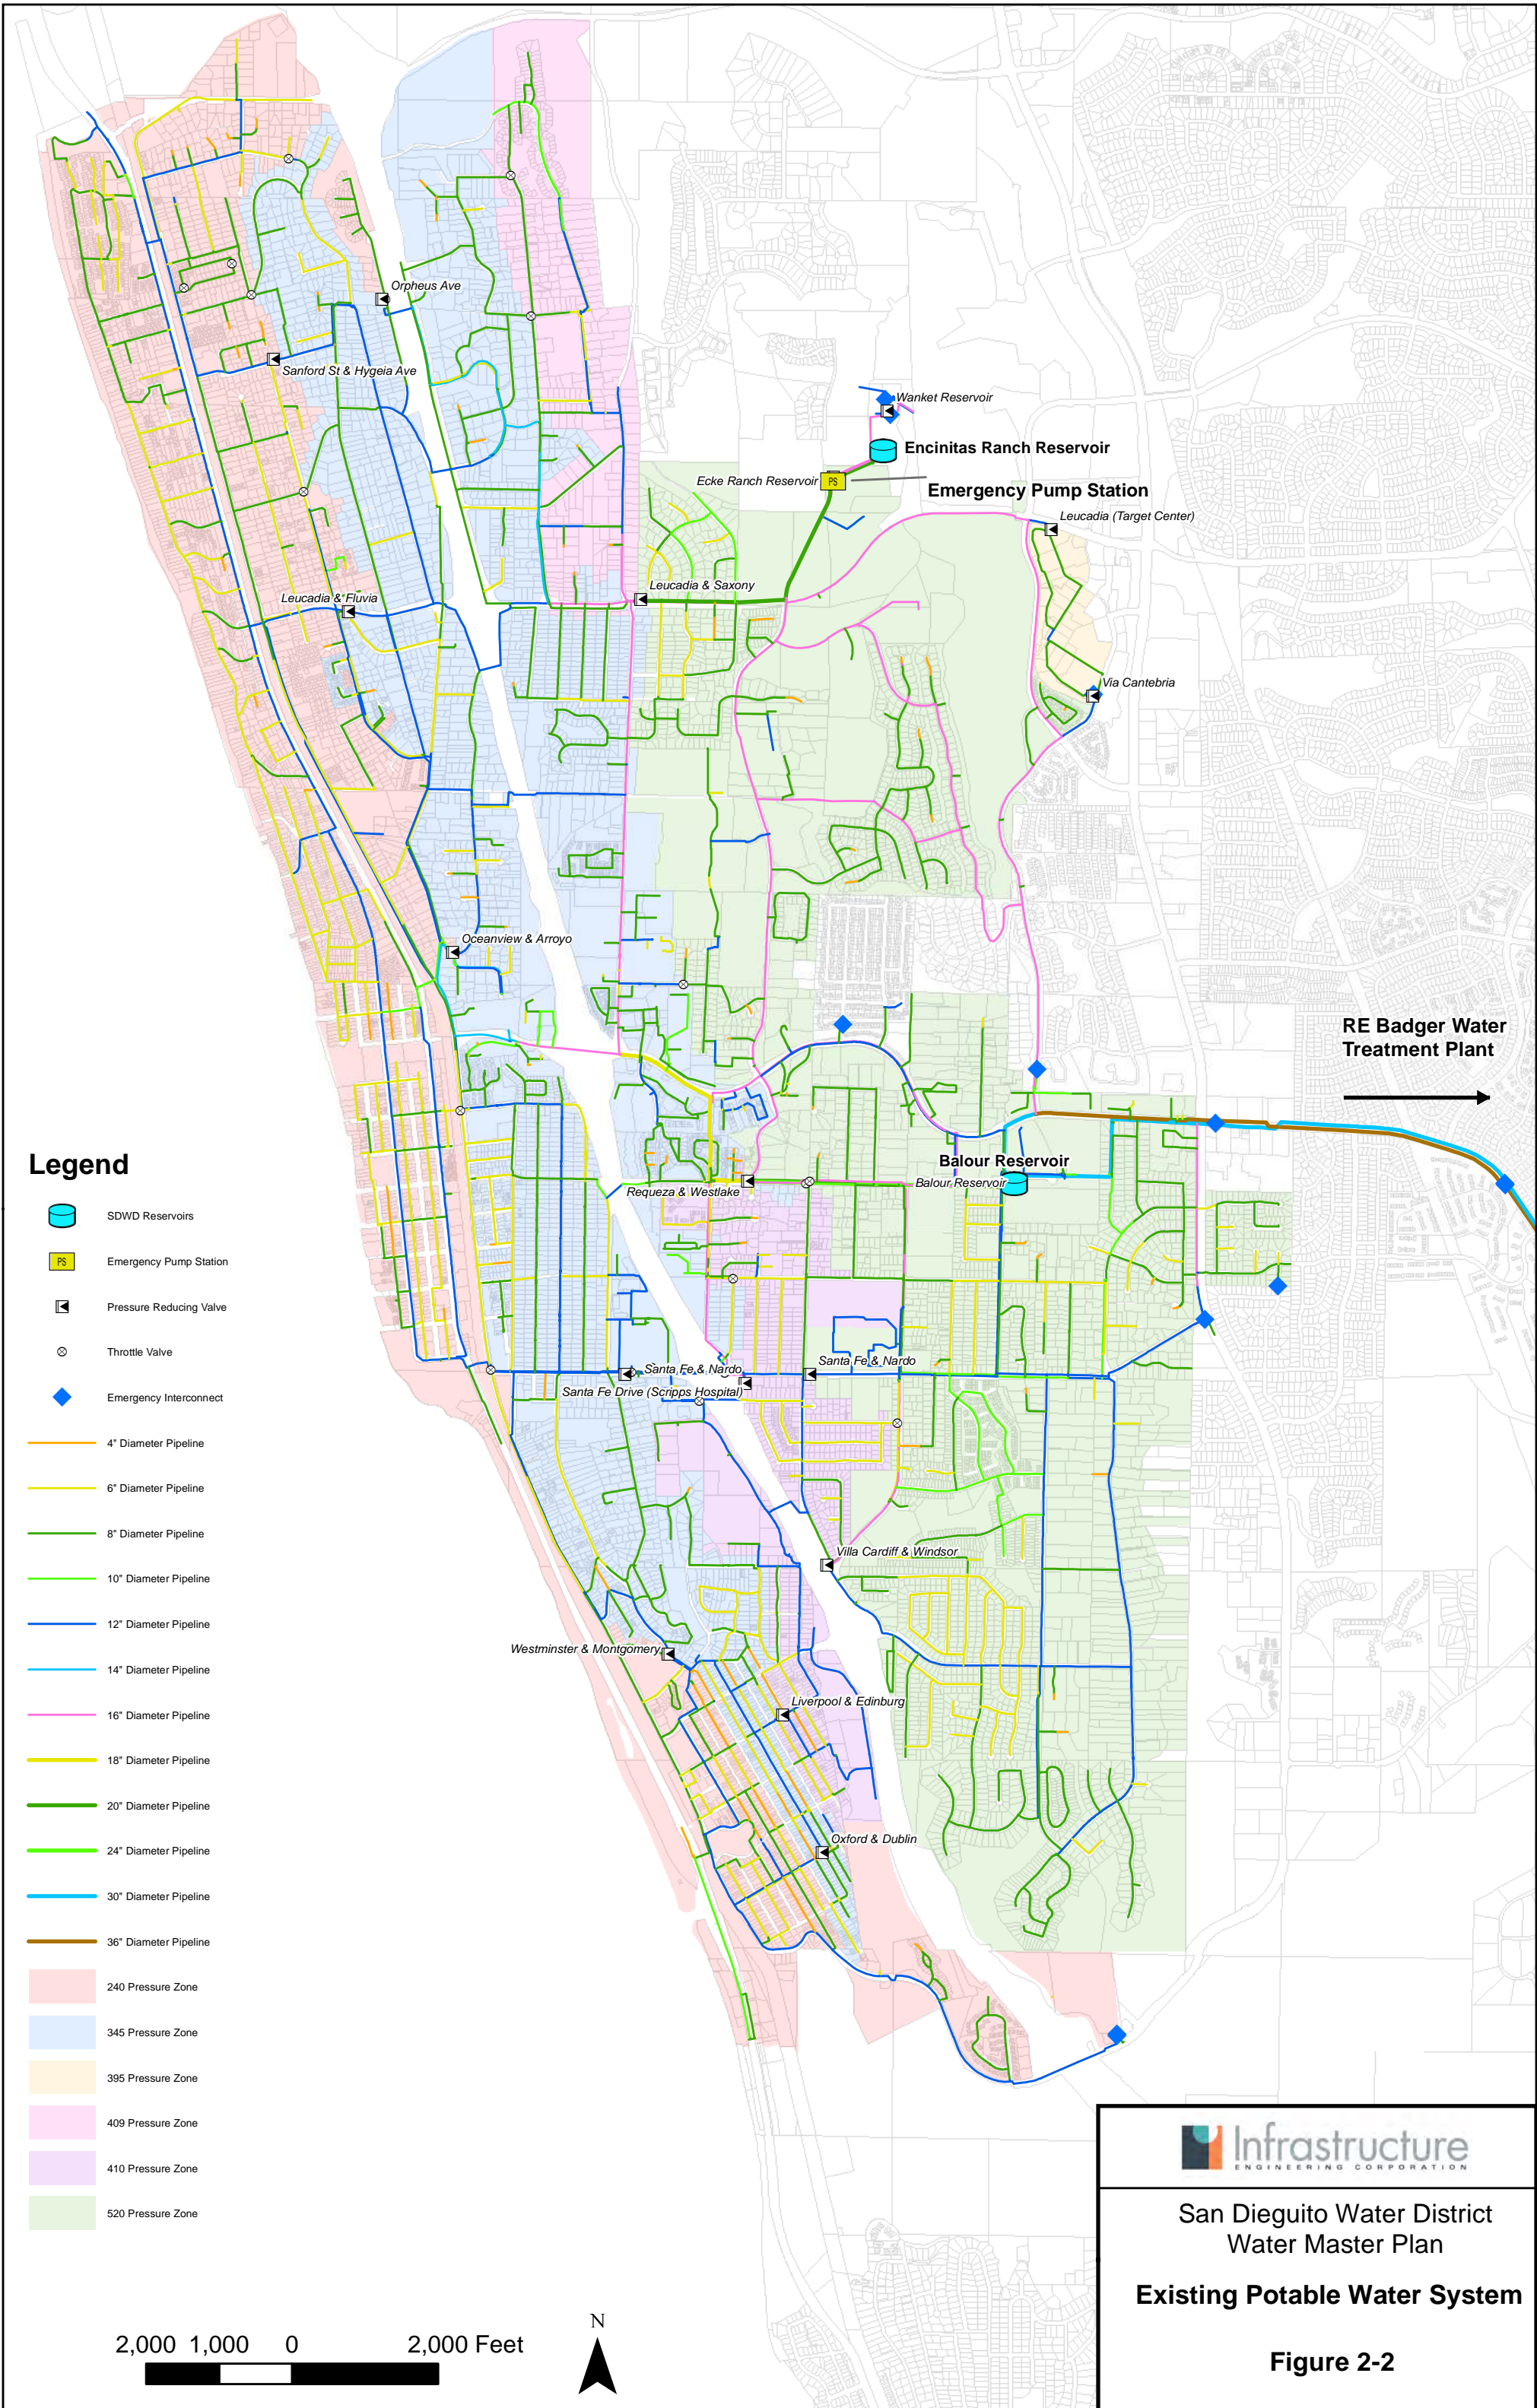 Orpheus Ave
Sanford St & Hygeia Ave
Wanket Reservoir
Encinitas Ranch Reservoir
Ecke Ranch Reservoir
PS
Emergency Pump Station
Leucadia (Target Center)
Leucadia & Saxony
Leucadia & Fluvia
Via Cantebria
Oceanview & Arroyo
RE Badger Water
Treatment Plant
Balour Reservoir
Balour Reservoir
Requeza & Westlake
Santa Fe & Nardo
Santa Fe & Nardo
Santa Fe Drive (Scripps Hospital)
Villa Cardiff & Windsor
Westminster & Montgomery
Liverpool & Edinburg
Oxford & Dublin
Legend
SDWD Reservoirs
PS
Emergency Pump Station
Pressure Reducing Valve
Throttle Valve
Emergency Interconnect
4" Diameter Pipeline
6" Diameter Pipeline
8" Diameter Pipeline
10" Diameter Pipeline
12" Diameter Pipeline
14" Diameter Pipeline
16" Diameter Pipeline
18" Diameter Pipeline
20" Diameter Pipeline
24" Diameter Pipeline
30" Diameter Pipeline
36" Diameter Pipeline
240 Pressure Zone
345 Pressure Zone
395 Pressure Zone
409 Pressure Zone
410 Pressure Zone
520 Pressure Zone
2,000 1,000 0 2,000 Feet
N
Infrastructure
ENGINEERING CORPORATION
San Dieguito Water District
Water Master Plan
Existing Potable Water System
Figure 2-2